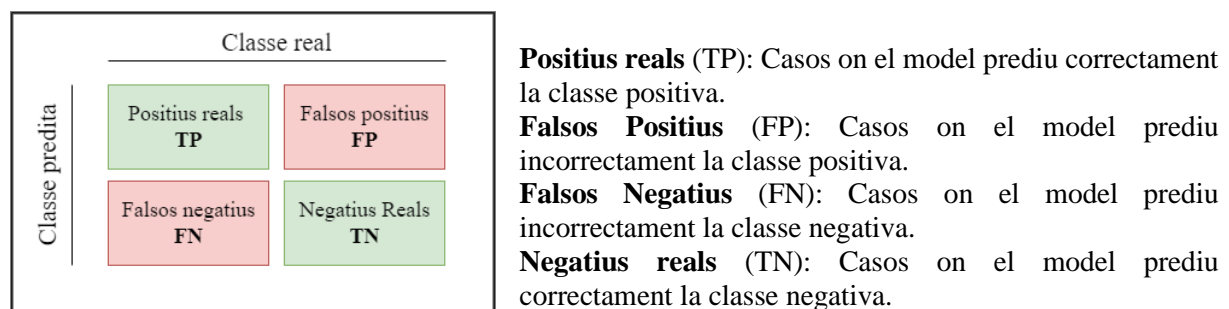 Classe real
Classe predita
Positius reals
TP
Falsos positius
FP
Falsos negatius
FN
Negatius Reals
TN
Positius reals (TP): Casos on el model prediu correctament
la classe positiva.
Falsos Positius (FP): Casos on el model prediu
incorrectament la classe positiva.
Falsos Negatius (FN): Casos on el model prediu
incorrectament la classe negativa.
Negatius reals (TN): Casos on el model prediu
correctament la classe negativa.